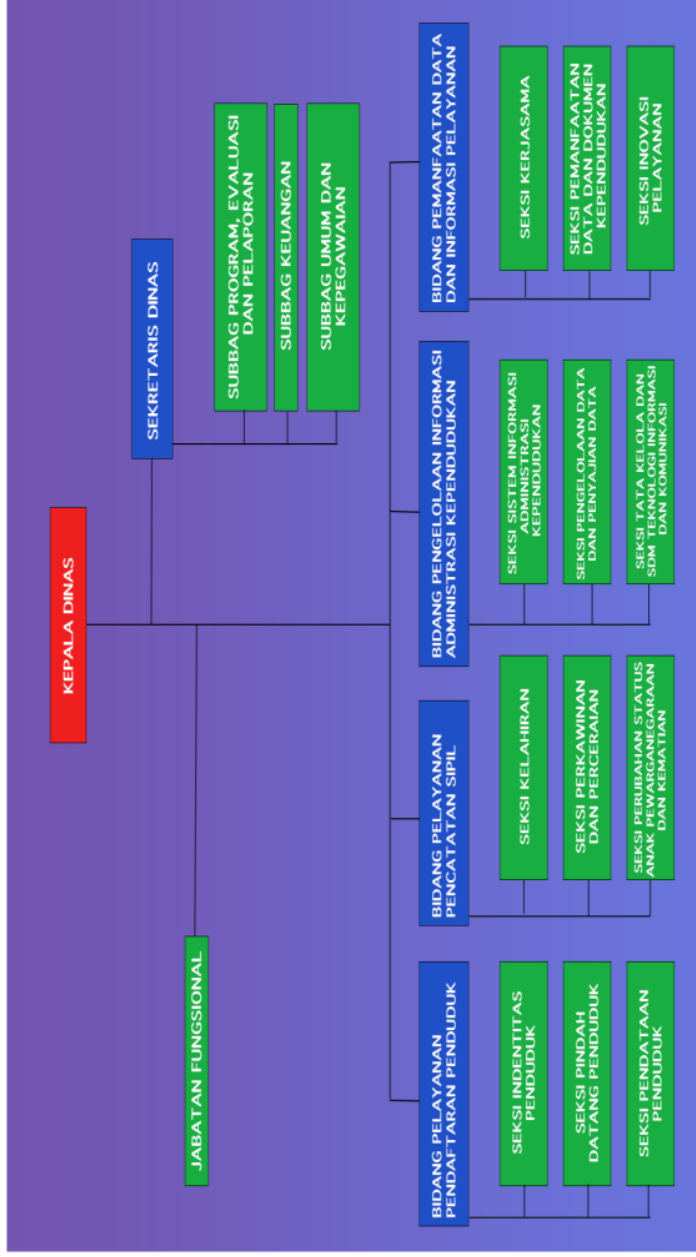 KEPALA DINAS
SEKRETARIS DINAS
SUBBAG PROGRAM, EVALUASI
DAN PELAPORAN
SUBBAG KEUANGAN
SUBBAG UMUM DAN
KEPEGAWAIAN
JABATAN FUNGSIONAL
BIDANG PELAYANAN
PENDAFTARAN PENDUDUK
SEKSI INDENTITAS
PENDUDUK
SEKSI PINDAH
DATANG PENDUDUK
SEKSI PENDATAAN
PENDUDUK
BIDANG PELAYANAN
PENCATATAN SIPIL
SEKSI KELAHIRAN
SEKSI PERKAWINAN
DAN PERCERAIAN
SEKSI PERUBAHAN STATUS
ANAK PEWARGANEGARAAN
DAN KEMATIAN
BIDANG PENGELOLAAN INFORMASI
ADMINISTRASI KEPENDUDUKAN
SEKSI SISTEM INFORMASI
ADMINISTRASI
KEPENDUDUKAN
SEKSI PENGELOLAAN DATA
DAN PENYAJIAN DATA
SEKSI TATA KELOLA DAN
SDM TEKNOLOGI INFORMASI
DAN KOMUNIKASI
BIDANG PEMANFAATAN DATA
DAN INFORMASI PELAYANAN
SEKSI KERJASAMA
SEKSI PEMANFAATAN
DATA DAN DOKUMEN
KEPENDUDUKAN
SEKSI INOVASI
PELAYANAN